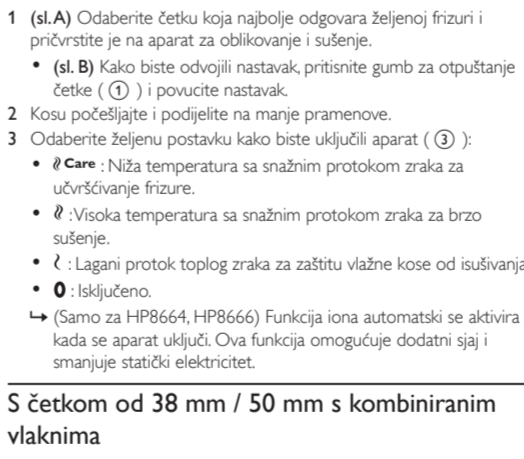 1 (sl. A) Odaberite četku koja najbolje odgovara željenoj frizuri i
pričvrstite je na aparat za oblikovanje i sušenje.
• (sl. B) Kako biste odvojili nastavak, pritisnite gumb za otpuštanje
četke ( ① ) i povucite nastavak.
2 Kosu počešljajte i podijelite na manje pramenove.
3 Odaberite željenu postavku kako biste uključili aparat ( ③ ):
• Care : Niža temperatura sa snažnim protokom zraka za
učvršćivanje frizure.
• : Visoka temperatura sa snažnim protokom zraka za brzo
sušenje.
• : Lagani protok toplog zraka za zaštitu vlažne kose od isušivanja
• 0 : Isključeno.
↪ (Samo za HP8664, HP8666) Funkcija iona automatski se aktivira
kada se aparat uključi. Ova funkcija omogućuje dodatni sjaj i
smanjuje statički elektricitet.
S četkom od 38 mm / 50 mm s kombiniranim
vlaknima